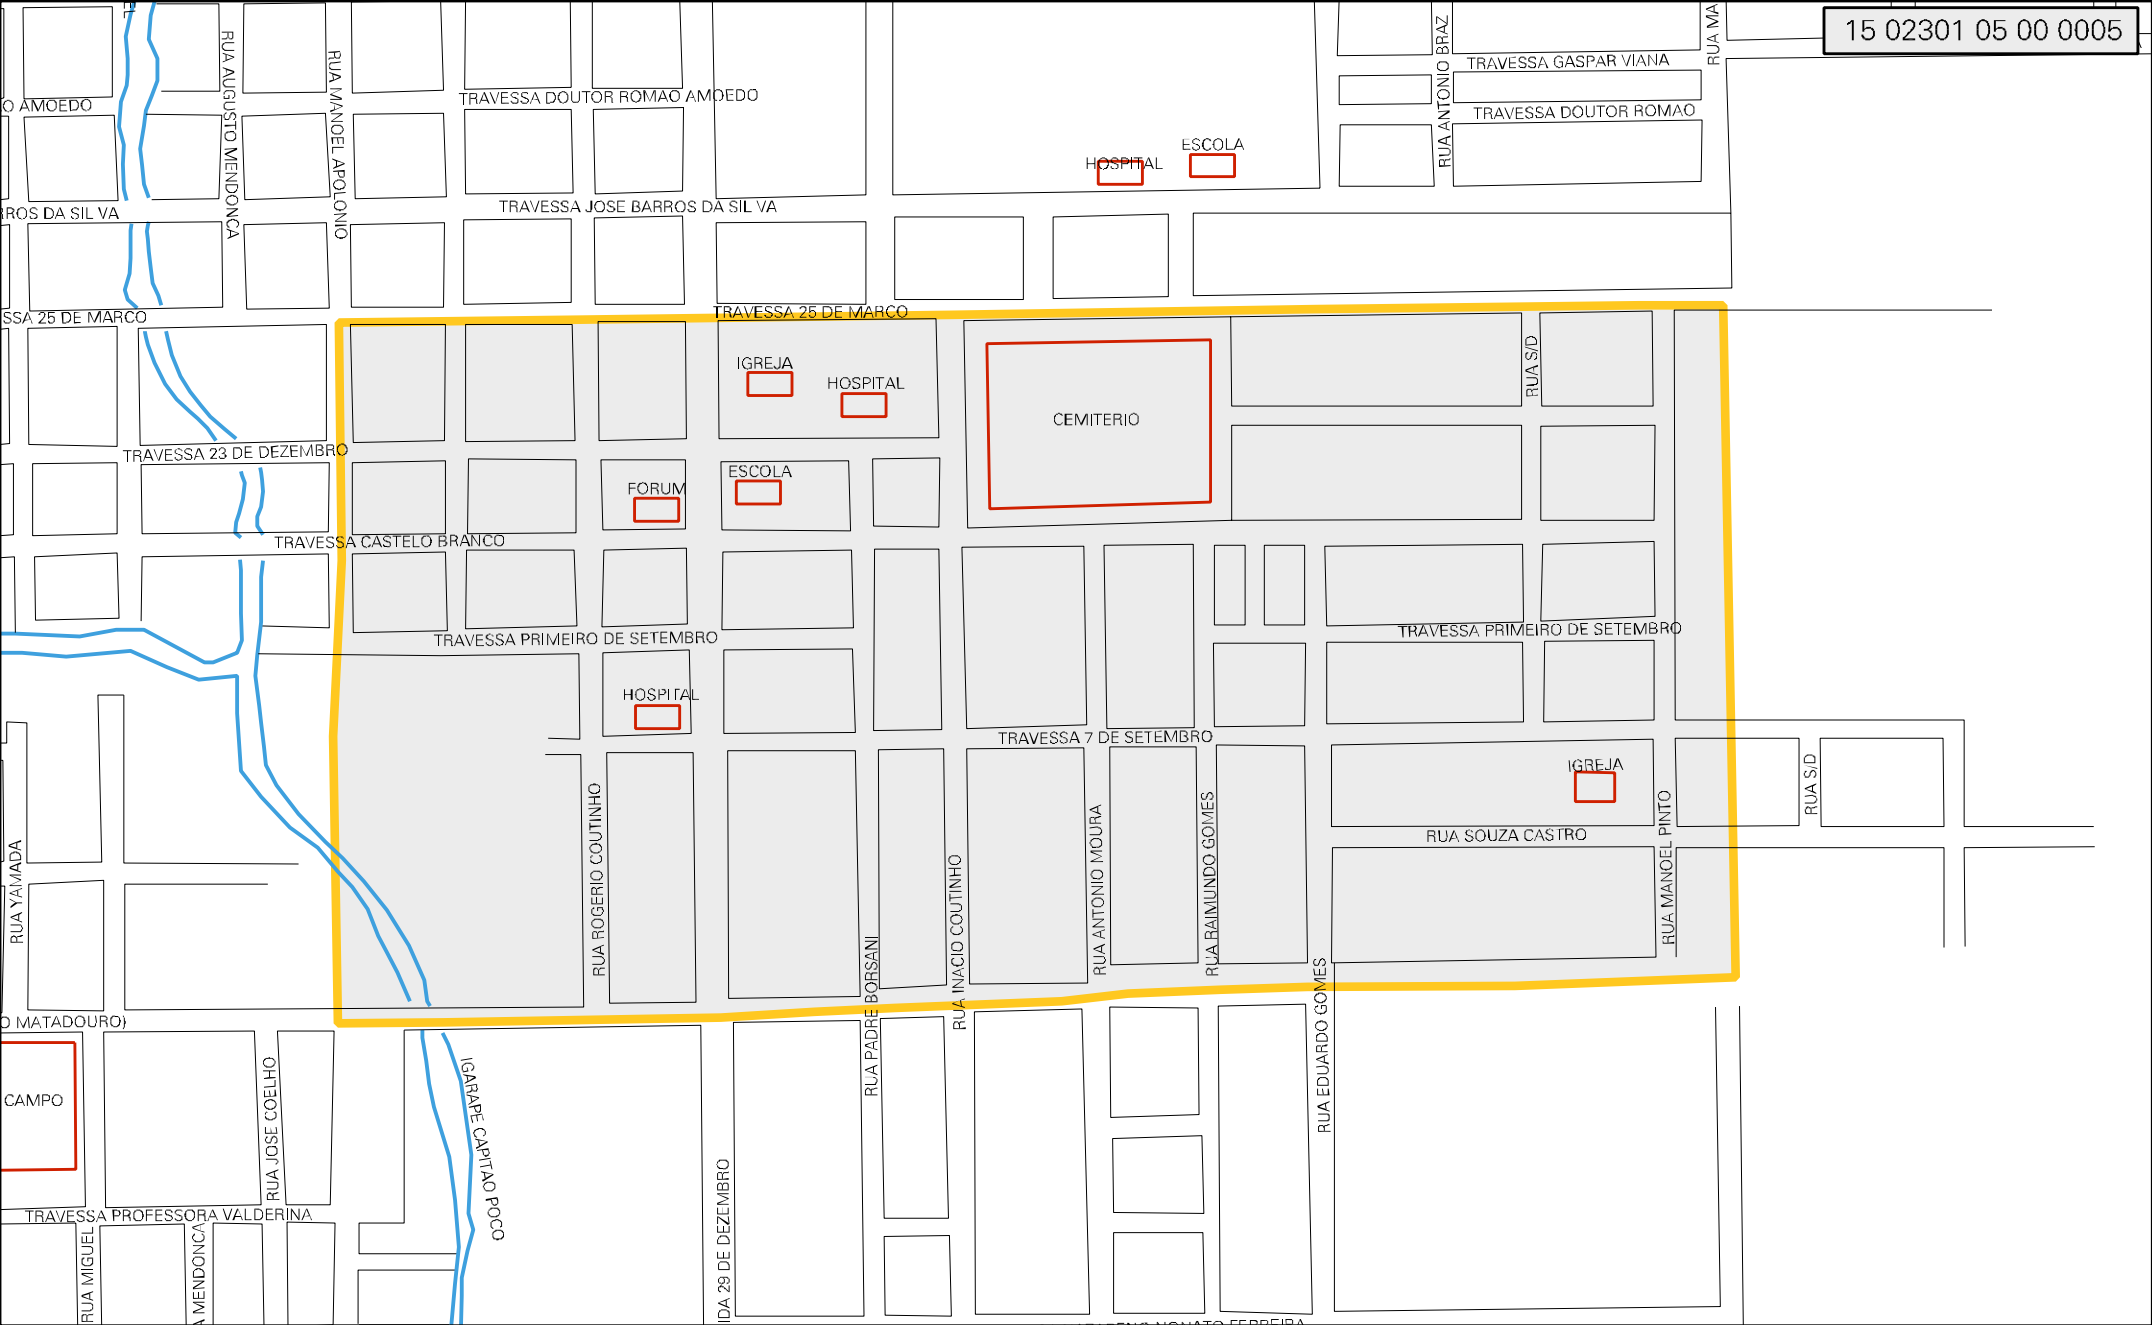 15 02301 05 00 0005
RUA AUGUSTO MENDONCA
RUA MANOEL APOLONIO
RUA ANTONIO BRAZ
RUA MA
TRAVESSA GASPAR VIANA
O AMOEDO
TRAVESSA DOUTOR ROMAO AMOEDO
TRAVESSA DOUTOR ROMAO
ESCOLA
HOSPITAL
RROS DA SIL VA
TRAVESSA JOSE BARROS DA SIL VA
SSA 25 DE MARCO
TRAVESSA 25 DE MARCO
RUA S/D
IGREJA
HOSPITAL
CEMITERIO
TRAVESSA 23 DE DEZEMBRO
ESCOLA
FORUM
TRAVESSA CASTELO BRANCO
TRAVESSA PRIMEIRO DE SETEMBRO
TRAVESSA PRIMEIRO DE SETEMBRO
HOSPITAL
TRAVESSA 7 DE SETEMBRO
IGREJA
RUA S/D
RUA SOUZA CASTRO
RUA YAMADA
RUA ROGERIO COUTINHO
RUA PADRE BORSANI
RUA INACIO COUTINHO
RUA ANTONIO MOURA
RUA RAIMUNDO GOMES
RUA EDUARDO GOMES
RUA MANOEL PINTO
O MATADOURO)
CAMPO
RUA JOSE COELHO
IGARAPE CAPITAO POCO
TRAVESSA PROFESSORA VALDERINA
RUA MIGUEL
A MENDONCA
IDA 29 DE DEZEMBRO
NONATO FERREIRA